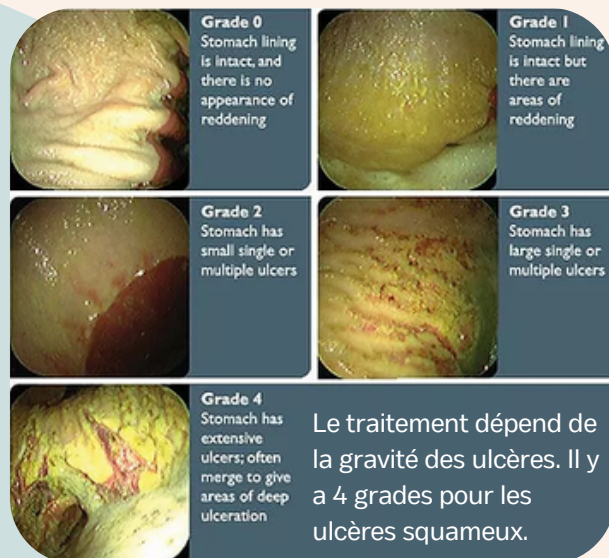 Grade 0
Stomach lining
is intact, and
there is no
appearance of
reddening
Grade 1
Stomach lining
is intact but
there are
areas of
reddening
Grade 2
Stomach has
small single or
multiple ulcers
Grade 3
Stomach has
large single or
multiple ulcers
Grade 4
Stomach has
extensive
ulcers; often
merge to give
areas of deep
ulceration
Le traitement dépend de
la gravité des ulcères. Il y
a 4 grades pour les
ulcères squameux.